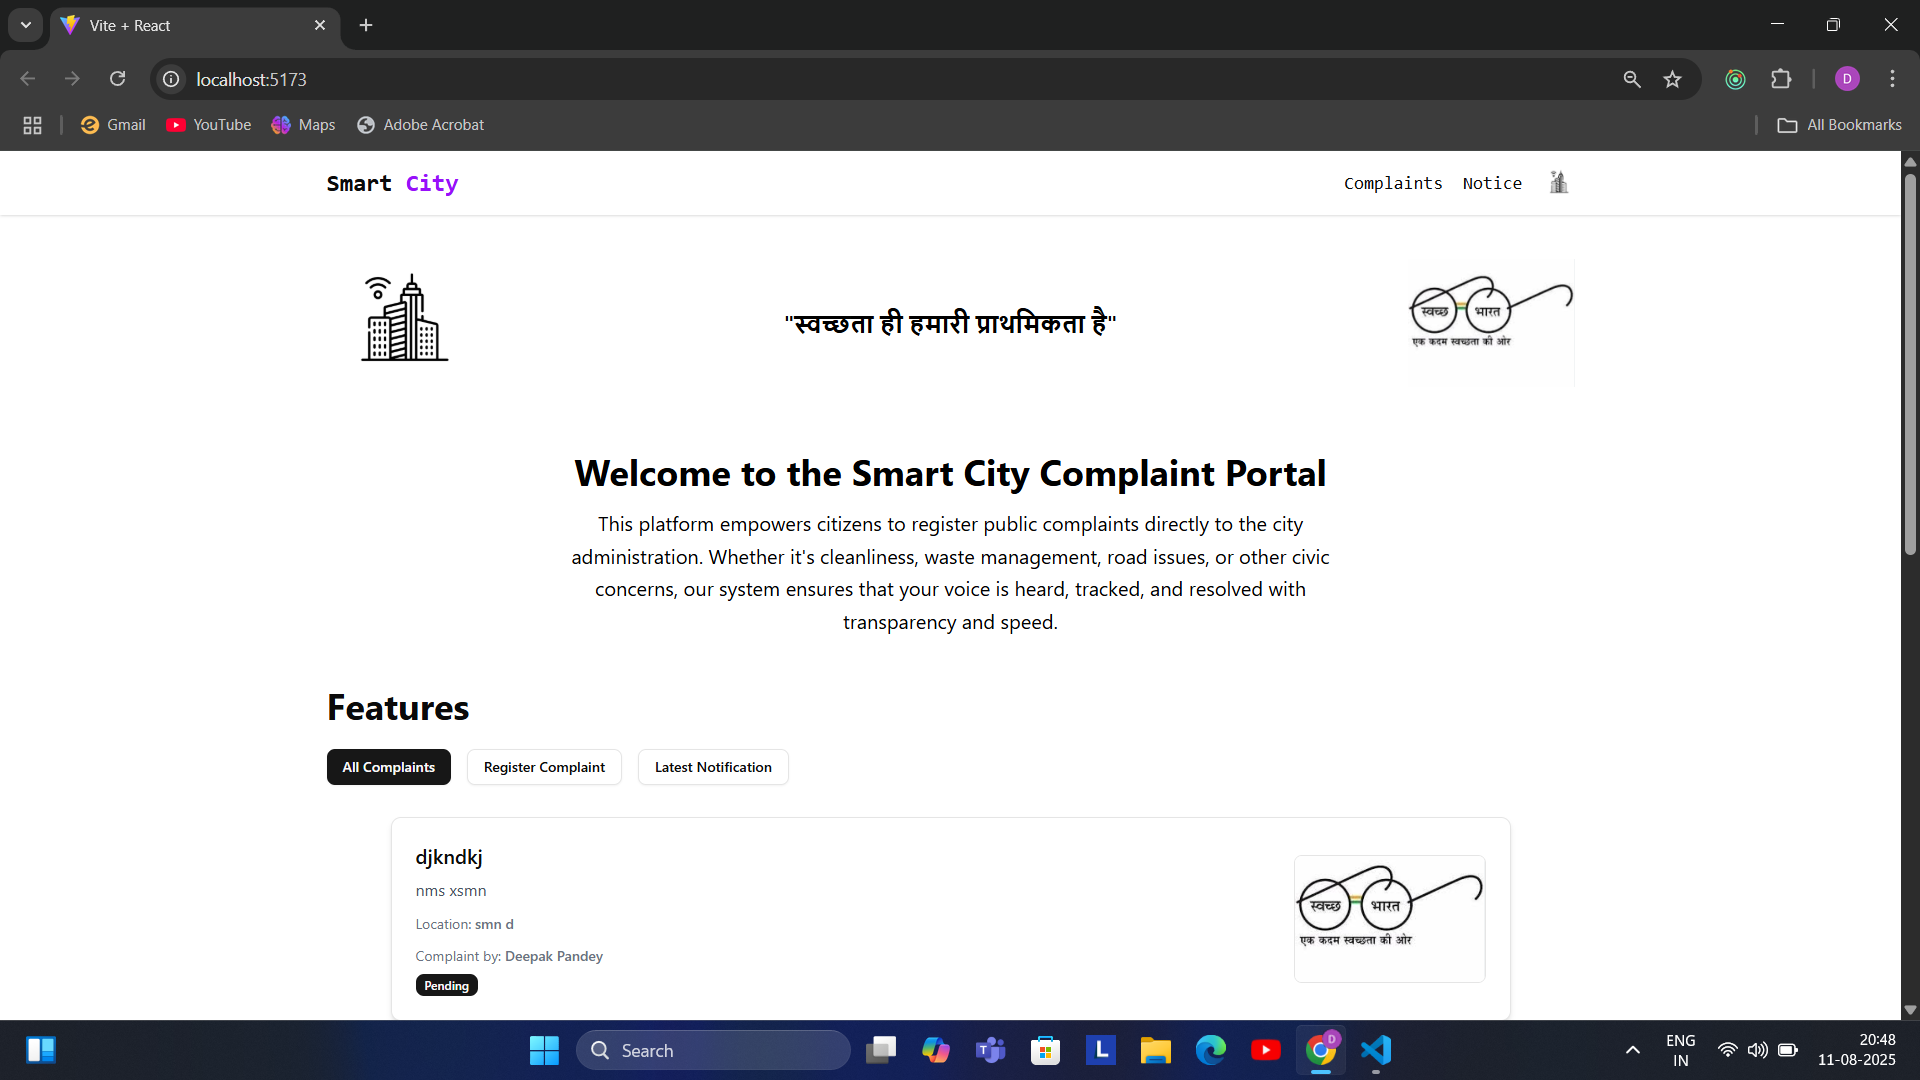 Vite + React
localhost:5173
D
Gmail
YouTube
Maps
Adobe Acrobat
All Bookmarks
Smart City
Complaints
Notice
"स्वच्छता ही हमारी प्राथमिकता है"
स्वच्छ भारत
एक कदम स्वच्छता की ओर
Welcome to the Smart City Complaint Portal
This platform empowers citizens to register public complaints directly to the city
administration. Whether it's cleanliness, waste management, road issues, or other civic
concerns, our system ensures that your voice is heard, tracked, and resolved with
transparency and speed.
Features
All Complaints
Register Complaint
Latest Notification
djkndkj
nms xsmn
Location: smn d
Complaint by: Deepak Pandey
Pending
स्वच्छ भारत
एक कदम स्वच्छता की ओर
Search
T
L
D
ENG
IN
20:48
11-08-2025